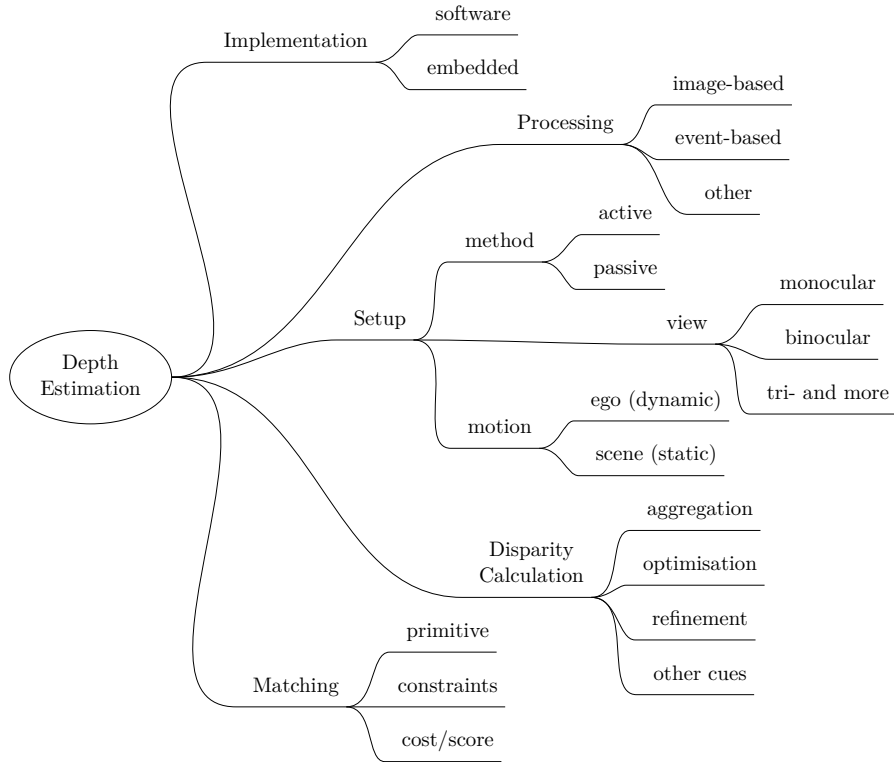 Depth
Estimation
Implementation
software
embedded
Processing
image-based
event-based
other
Setup
method
active
passive
view
monocular
binocular
tri- and more
motion
ego (dynamic)
scene (static)
Disparity
Calculation
aggregation
optimisation
refinement
other cues
Matching
primitive
constraints
cost/score